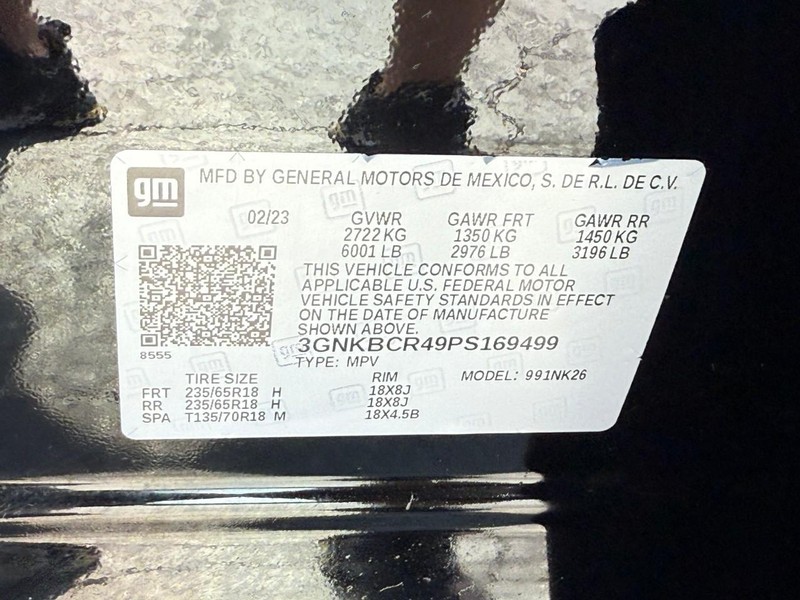 gm MFD BY GENERAL MOTORS DE MEXICO, S. DE R.L. DE C.V.
02/23 GVWR GAWR FRT GAWR RR
2722 KG 1350 KG 1450 KG
6001 LB 2976 LB 3196 LB
THIS VEHICLE CONFORMS TO ALL
APPLICABLE U.S. FEDERAL MOTOR
VEHICLE SAFETY STANDARDS IN EFFECT
ON THE DATE OF MANUFACTURE
SHOWN ABOVE.
8555 3GNKBCR49PS169499
TYPE: MPV
TIRE SIZE RIM MODEL: 991NK26
FRT 235/65R18 H 18X8J
RR 235/65R18 H 18X8J
SPA T135/70R18 M 18X4.5B